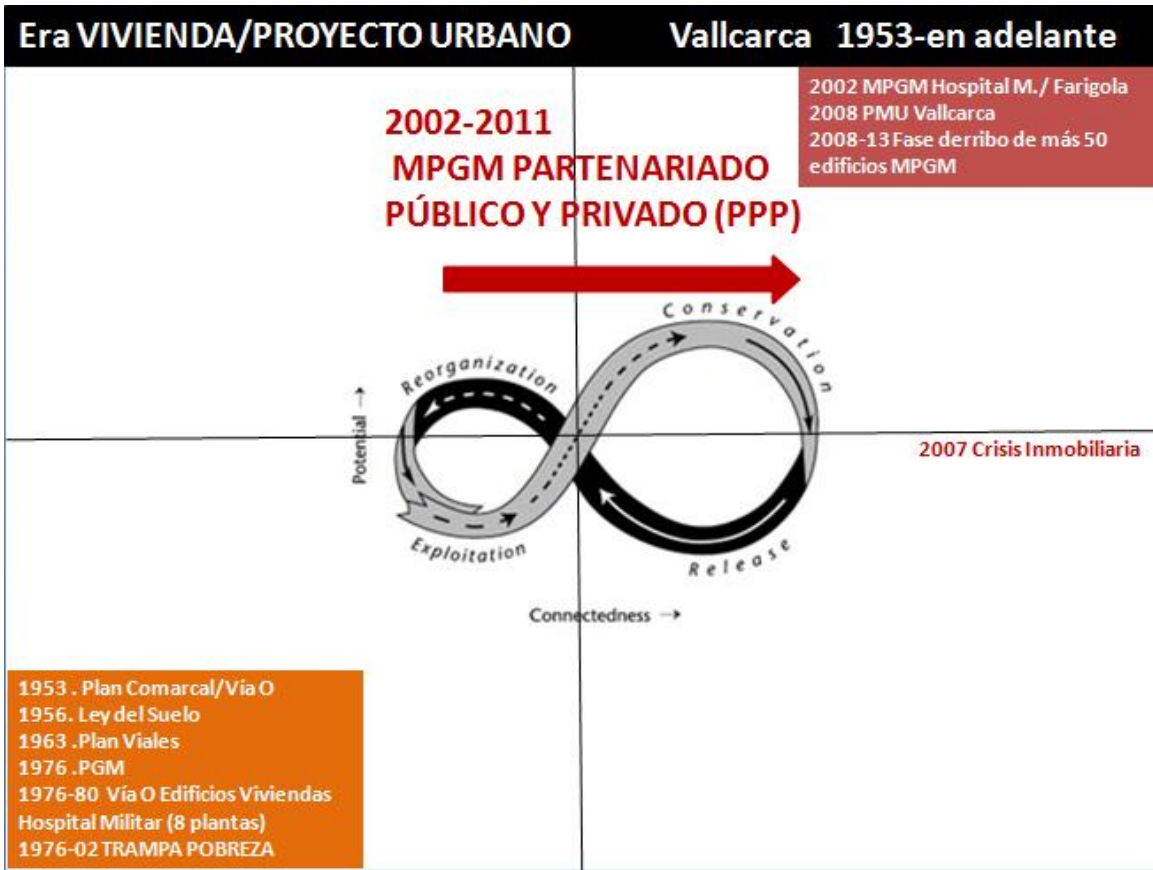 Era VIVIENDA/PROYECTO URBANO Vallcarca 1953-en adelante
2002 MPGM Hospital M./ Farigola
2008 PMU Vallcarca
2008-13 Fase derribo de más 50
edificios MPGM
2002-2011
MPGM PARTENARIADO
PÚBLICO Y PRIVADO (PPP)
Conservation
Reorganization
Potential →
2007 Crisis Inmobiliaria
Exploitation
Release
Connectedness →
1953 . Plan Comarcal/Vía O
1956. Ley del Suelo
1963 .Plan Viales
1976 .PGM
1976-80 Vía O Edificios Viviendas
Hospital Militar (8 plantas)
1976-02 TRAMPA POBREZA